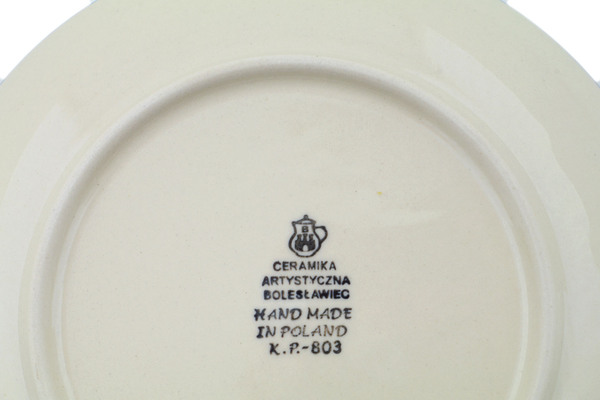 B
CERAMIKA
ARTYSTYCZNA
BOLESŁAWIEC
HAND MADE
IN POLAND
K.P.-803